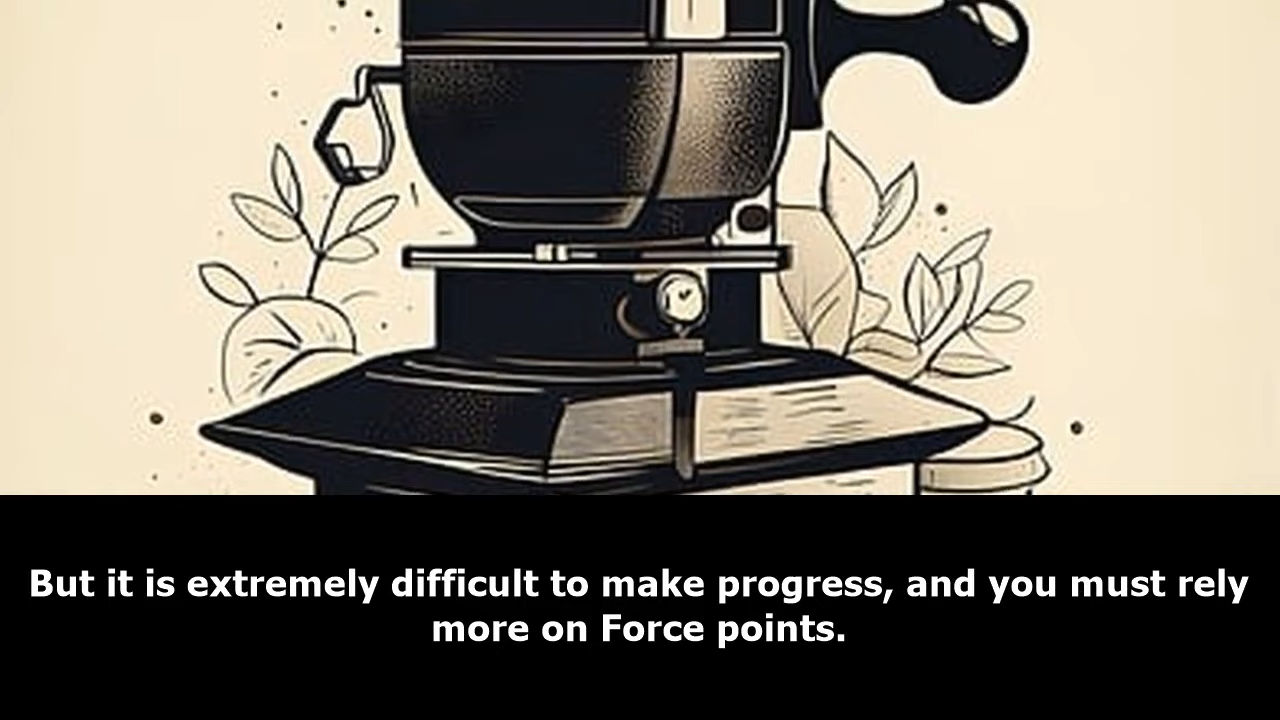 But it is extremely difficult to make progress, and you must rely
more on Force points.